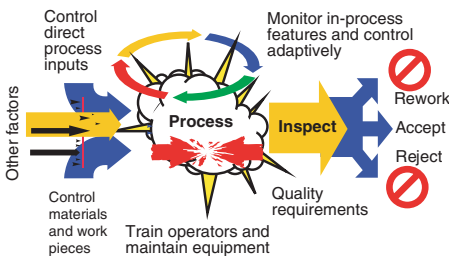 Control
direct
process
inputs
Monitor in-process
features and control
adaptively
Other factors
Process
Inspect
Rework
Accept
Reject
Control
materials
and work
pieces
Train operators and
maintain equipment
Quality
requirements